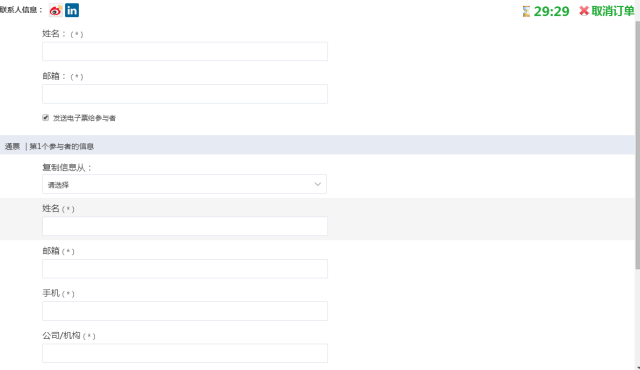 联系人信息： in
29:29 取消订单
姓名：（*）
邮箱：（*）
发送电子票给参与者
通票 ｜第1个参与者的信息
复制信息从：
请选择
姓名（*）
邮箱（*）
手机（*）
公司/机构（*）